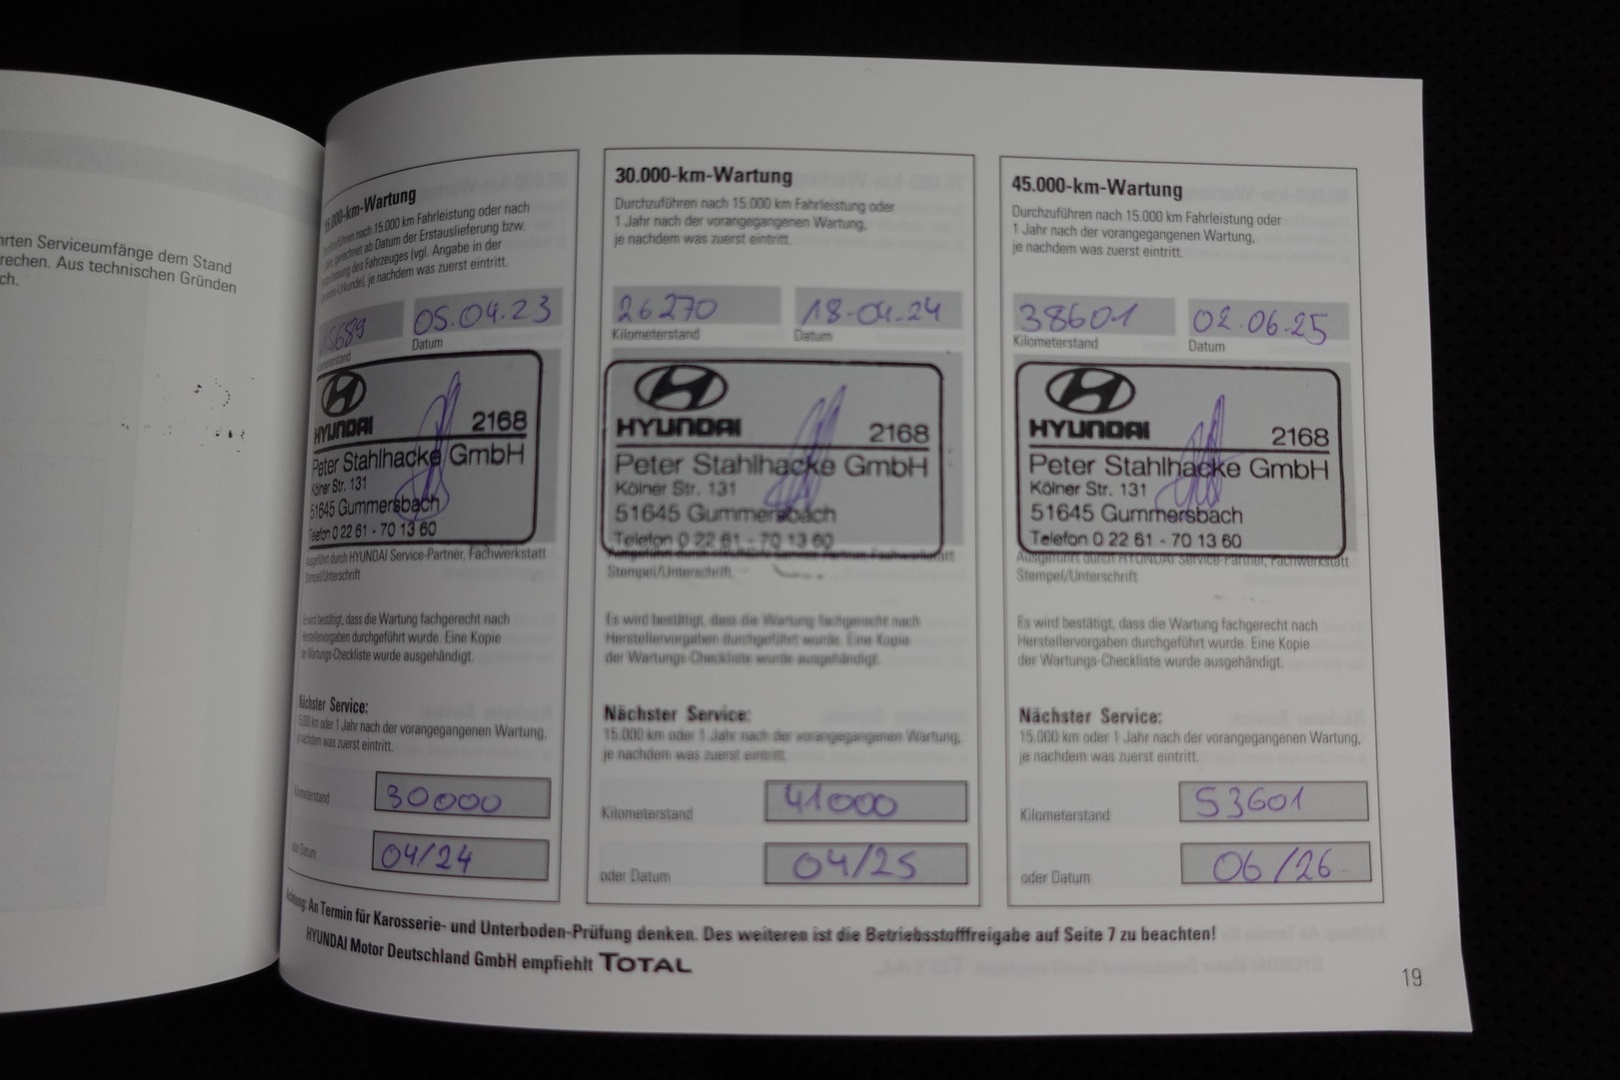 hrten Serviceumfänge dem Stand
rechen. Aus technischen Gründen
ch.
15.000-km-Wartung
Durchzuführen nach 15.000 km Fahrleistung oder nach
1 Jahr, gerechnet ab Datum der Erstauslieferung bzw.
des Fahrzeuges (vgl. Angabe in der
Garantie-Urkunde), je nachdem was zuerst eintritt.
15689 05.04.23
Kilometerstand Datum
HYUNDAI 2168
Peter Stahlhacke GmbH
Kölner Str. 131
51645 Gummersbach
Telefon 0 22 61 - 70 13 60
Ausgeführt durch HYUNDAI Service-Partner, Fachwerkstatt
Stempel/Unterschrift
Es wird bestätigt, dass die Wartung fachgerecht nach
Herstellervorgaben durchgeführt wurde. Eine Kopie
der Wartungs-Checkliste wurde ausgehändigt.
Nächster Service:
15.000 km oder 1 Jahr nach der vorangegangenen Wartung,
je nachdem was zuerst eintritt.
Kilometerstand 30000
oder Datum 04/24
30.000-km-Wartung
Durchzuführen nach 15.000 km Fahrleistung oder
1 Jahr nach der vorangegangenen Wartung,
je nachdem was zuerst eintritt.
26270 18.04.24
Kilometerstand Datum
HYUNDAI 2168
Peter Stahlhacke GmbH
Kölner Str. 131
51645 Gummersbach
Telefon 0 22 61 - 70 13 60
Ausgeführt durch HYUNDAI Service-Partner, Fachwerkstatt
Stempel/Unterschrift
Es wird bestätigt, dass die Wartung fachgerecht nach
Herstellervorgaben durchgeführt wurde. Eine Kopie
der Wartungs-Checkliste wurde ausgehändigt.
Nächster Service:
15.000 km oder 1 Jahr nach der vorangegangenen Wartung,
je nachdem was zuerst eintritt.
Kilometerstand 41000
oder Datum 04/25
45.000-km-Wartung
Durchzuführen nach 15.000 km Fahrleistung oder
1 Jahr nach der vorangegangenen Wartung,
je nachdem was zuerst eintritt.
38601 02.06.25
Kilometerstand Datum
HYUNDAI 2168
Peter Stahlhacke GmbH
Kölner Str. 131
51645 Gummersbach
Telefon 0 22 61 - 70 13 60
Ausgeführt durch HYUNDAI Service-Partner, Fachwerkstatt
Stempel/Unterschrift
Es wird bestätigt, dass die Wartung fachgerecht nach
Herstellervorgaben durchgeführt wurde. Eine Kopie
der Wartungs-Checkliste wurde ausgehändigt.
Nächster Service:
15.000 km oder 1 Jahr nach der vorangegangenen Wartung,
je nachdem was zuerst eintritt.
Kilometerstand 53601
oder Datum 06/26
Achtung: An Termin für Karosserie- und Unterboden-Prüfung denken. Des weiteren ist die Betriebsstofffreigabe auf Seite 7 zu beachten!
HYUNDAI Motor Deutschland GmbH empfiehlt TOTAL
19